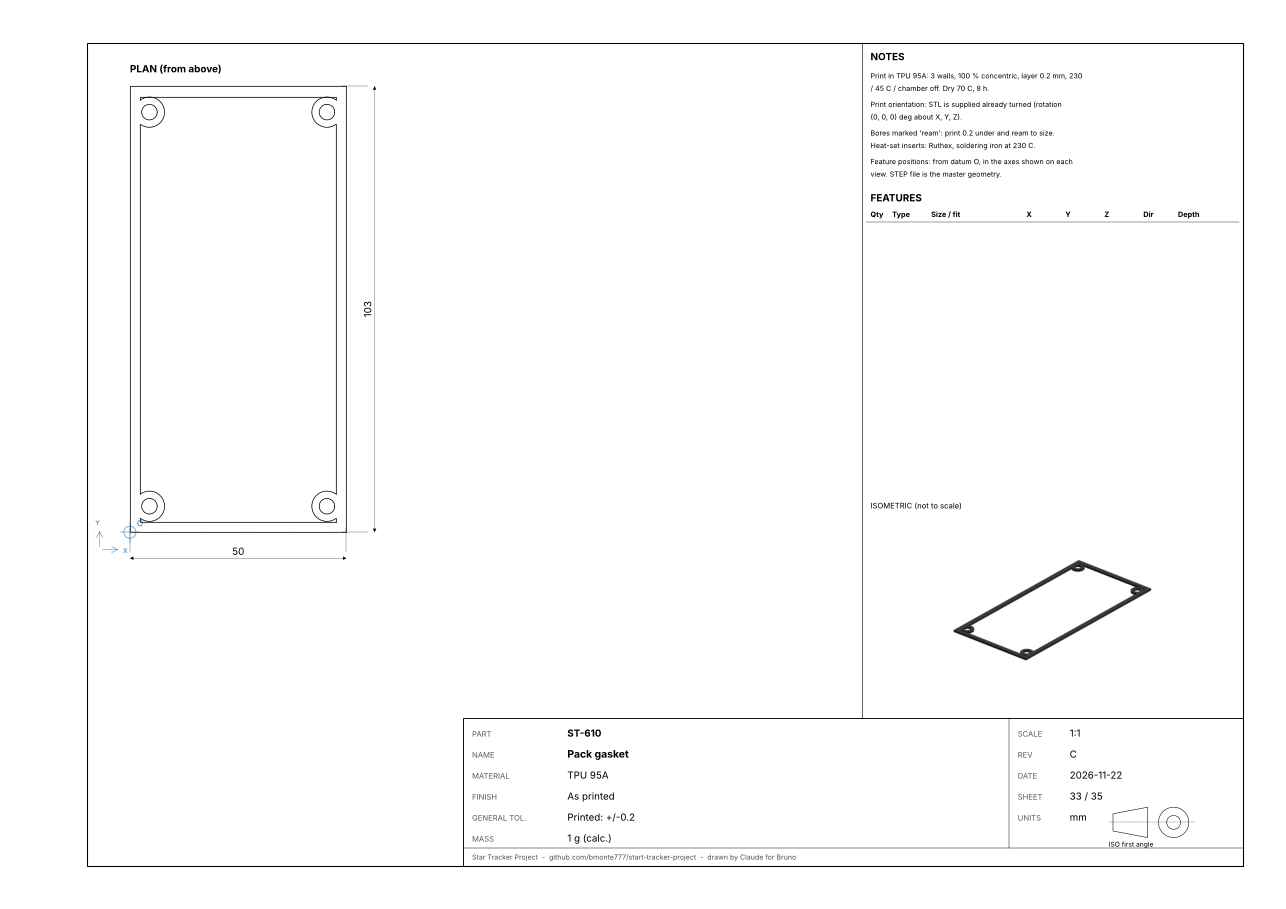 PLAN (from above)
103
50
Y
X
NOTES
Print in TPU 95A: 3 walls, 100 % concentric, layer 0.2 mm, 230
/ 45 C / chamber off. Dry 70 C, 8 h.
Print orientation: STL is supplied already turned (rotation
(0, 0, 0) deg about X, Y, Z).
Bores marked 'ream': print 0.2 under and ream to size.
Heat-set inserts: Ruthex, soldering iron at 230 C.
Feature positions: from datum O, in the axes shown on each
view. STEP file is the master geometry.
FEATURES
Qty Type Size / fit X Y Z Dir Depth
ISOMETRIC (not to scale)
PART ST-610
NAME Pack gasket
MATERIAL TPU 95A
FINISH As printed
GENERAL TOL. Printed: +/-0.2
MASS 1 g (calc.)
SCALE 1:1
REV C
DATE 2026-11-22
SHEET 33 / 35
UNITS mm
ISO first angle
Star Tracker Project - github.com/bmonte777/start-tracker-project - drawn by Claude for Bruno